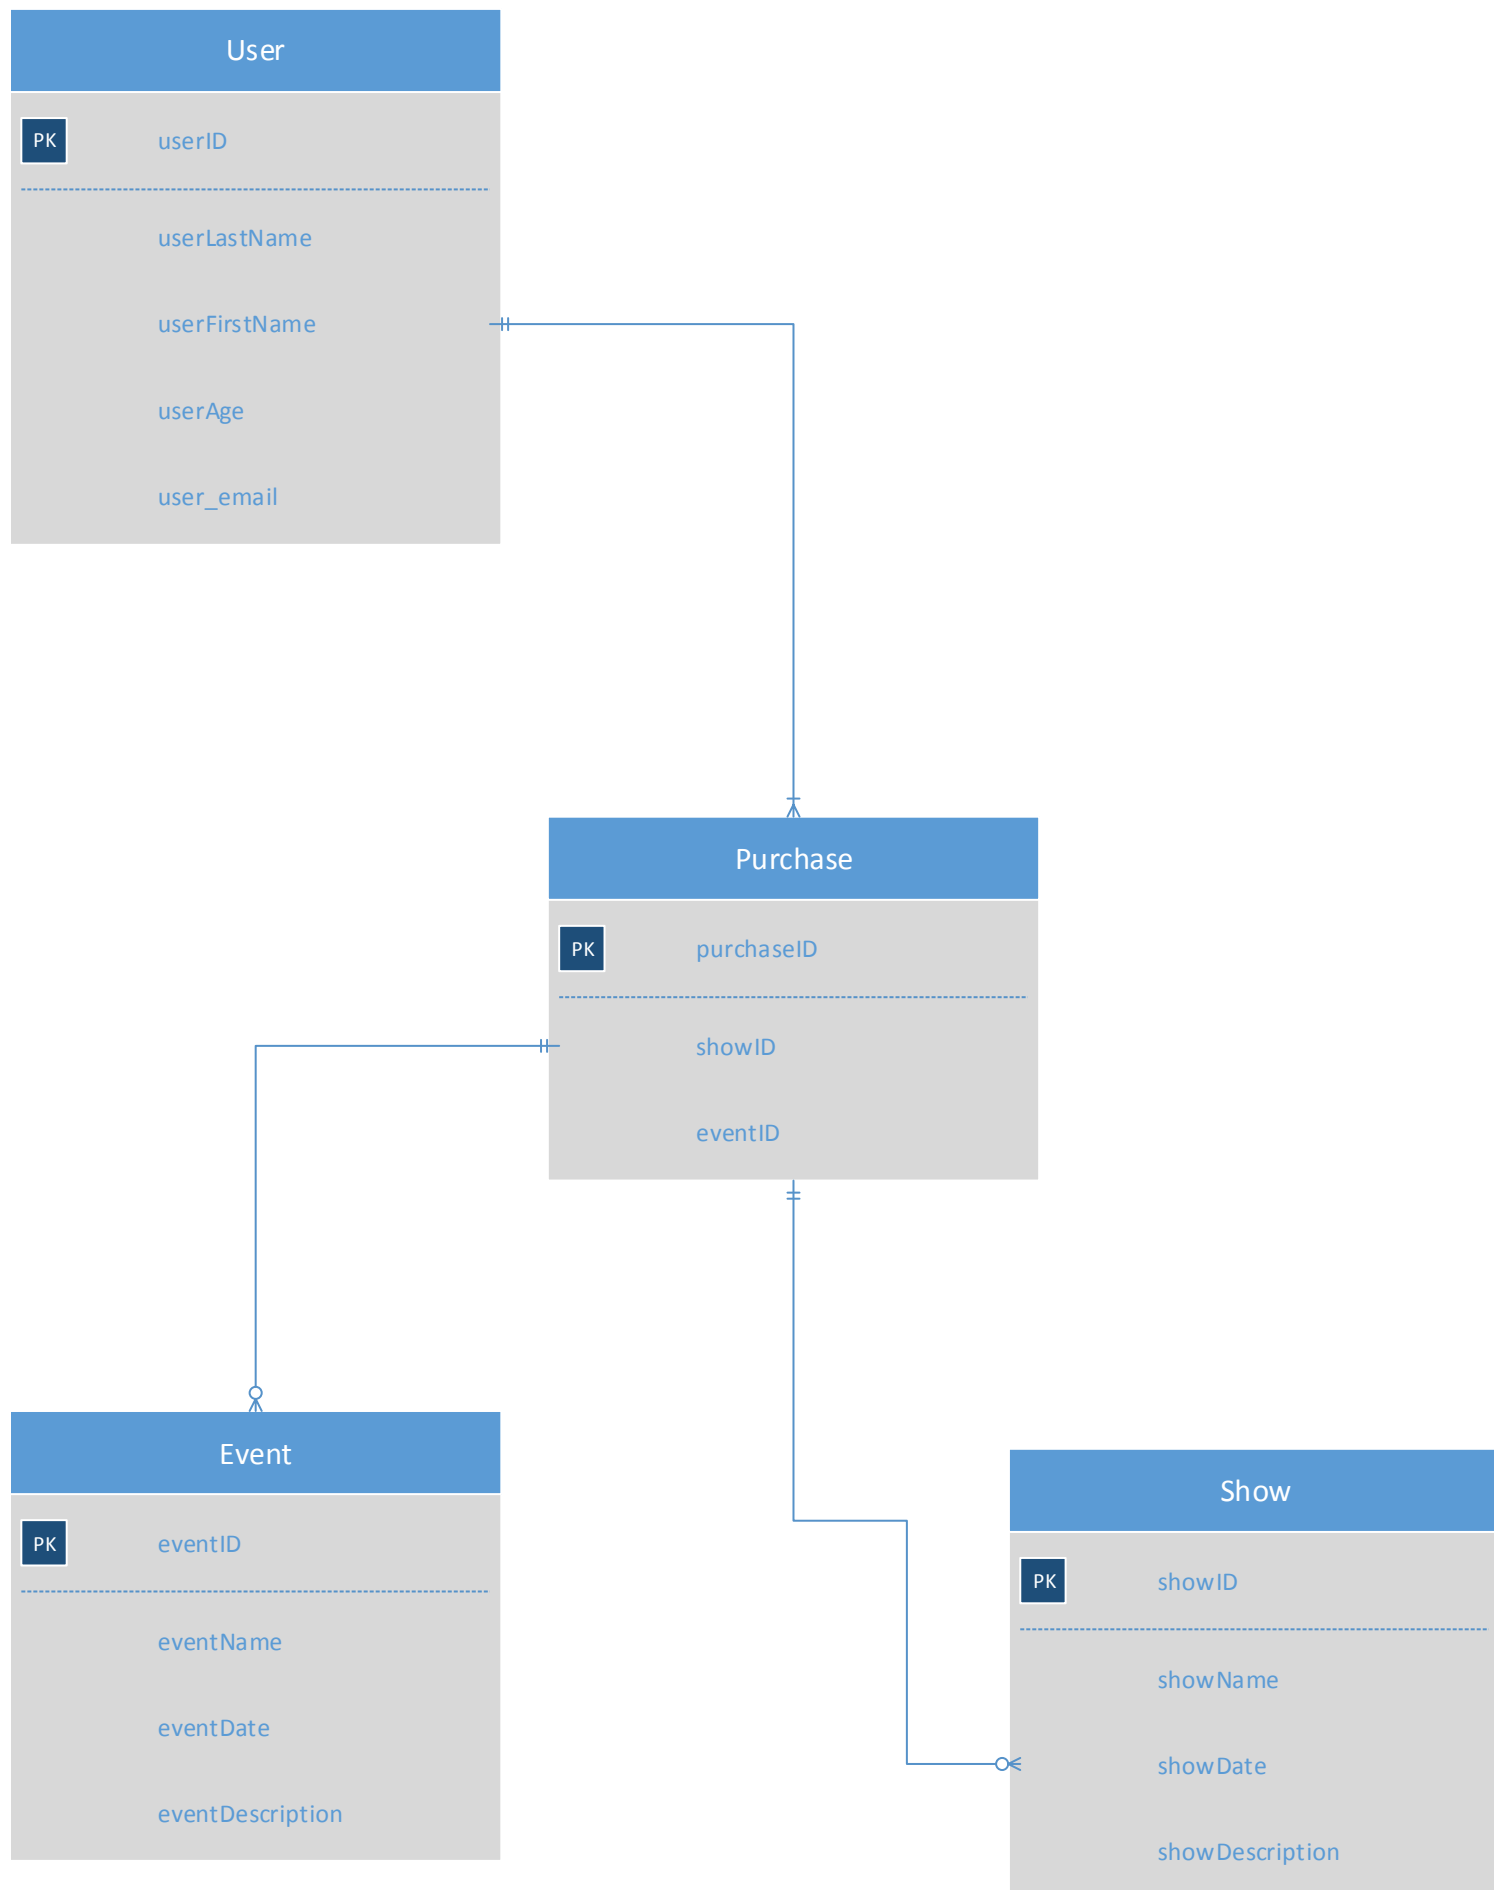 User
PK userID
userLastName
userFirstName
userAge
user_email
Purchase
PK purchaseID
showID
eventID
Event
PK eventID
eventName
eventDate
eventDescription
Show
PK showID
showName
showDate
showDescription